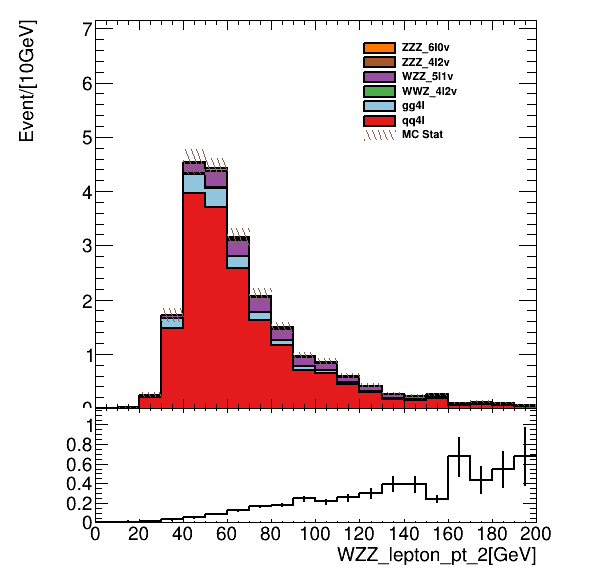 Event/[10GeV]
7
6
5
4
3
2
1
0
ZZZ_6l0v
ZZZ_4l2v
WZZ_5l1v
WWZ_4l2v
gg4l
qq4l
MC Stat
1
0.8
0.6
0.4
0.2
0
0 20 40 60 80 100 120 140 160 180 200
WZZ_lepton_pt_2[GeV]